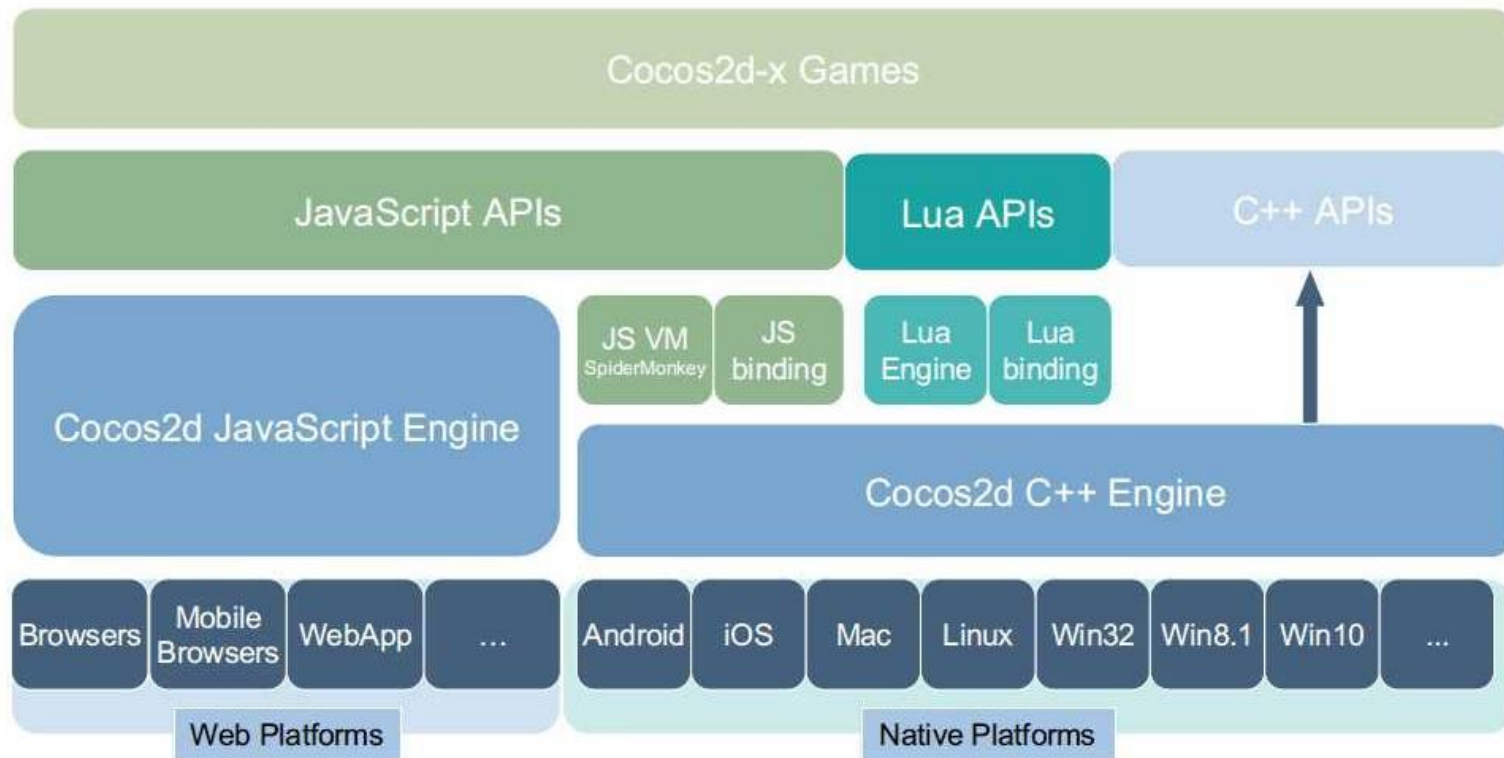 Cocos2d-x Games
JavaScript APIs
Lua APIs
C++ APIs
JS VM
SpiderMonkey
JS
binding
Lua
Engine
Lua
binding
Cocos2d JavaScript Engine
Cocos2d C++ Engine
Browsers
Mobile
Browsers
WebApp
...
Android
iOS
Mac
Linux
Win32
Win8.1
Win10
...
Web Platforms
Native Platforms